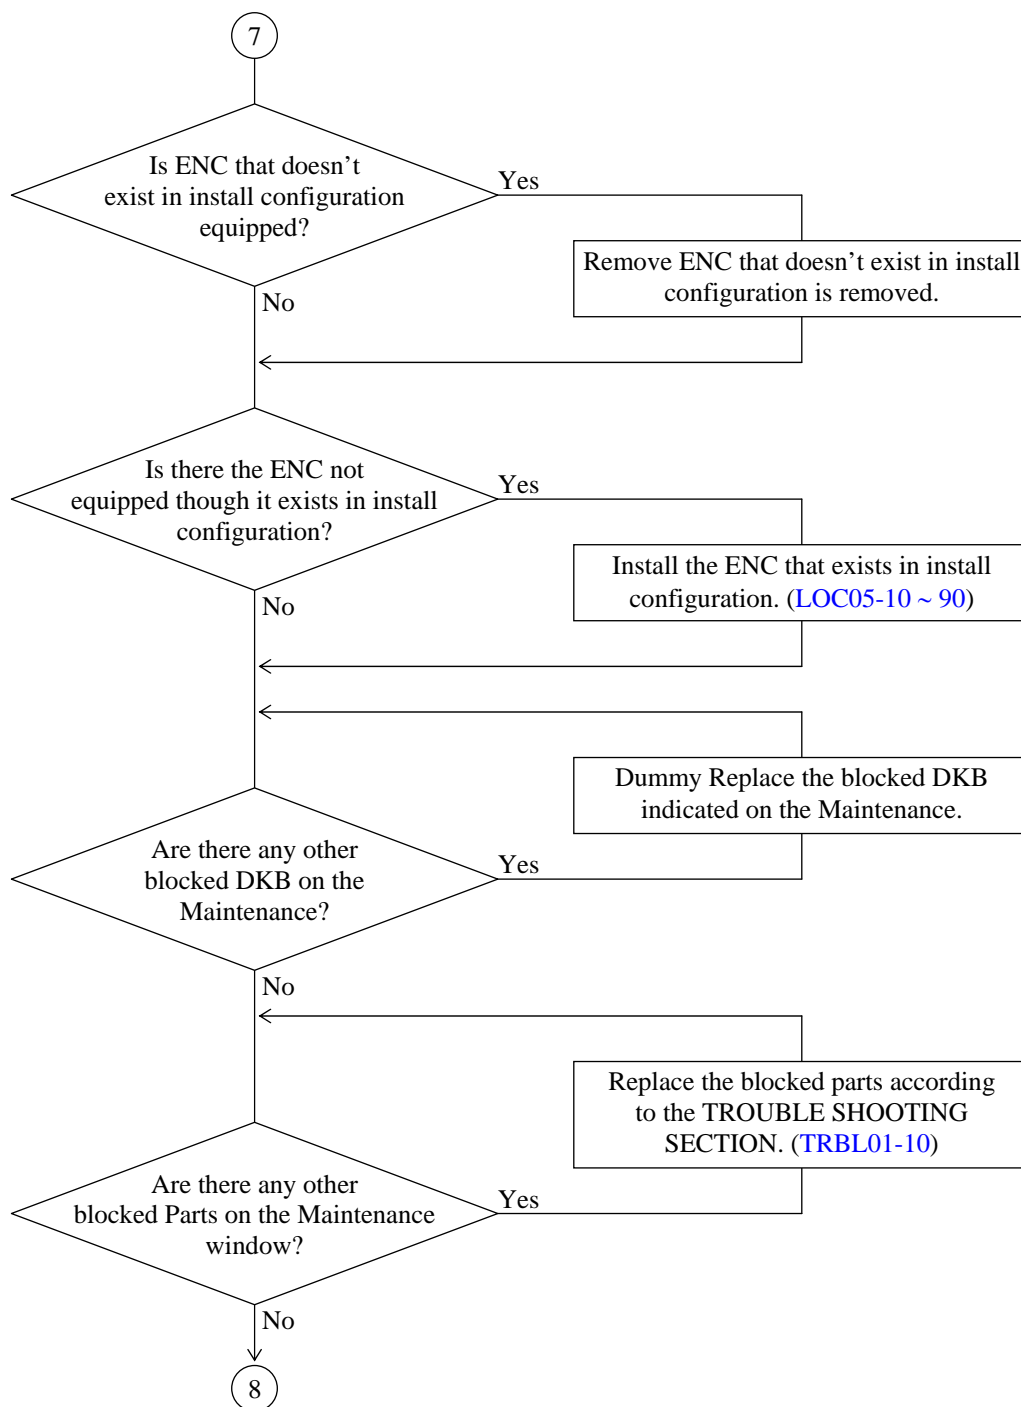 7
Is ENC that doesn’t
exist in install configuration
equipped?
Yes
Remove ENC that doesn’t exist in install
configuration is removed.
No
Is there the ENC not
equipped though it exists in install
configuration?
Yes
Install the ENC that exists in install
configuration. (LOC05-10 ~ 90)
No
Dummy Replace the blocked DKB
indicated on the Maintenance.
Are there any other
blocked DKB on the
Maintenance?
Yes
No
Replace the blocked parts according
to the TROUBLE SHOOTING
SECTION. (TRBL01-10)
Are there any other
blocked Parts on the Maintenance
window?
Yes
No
8